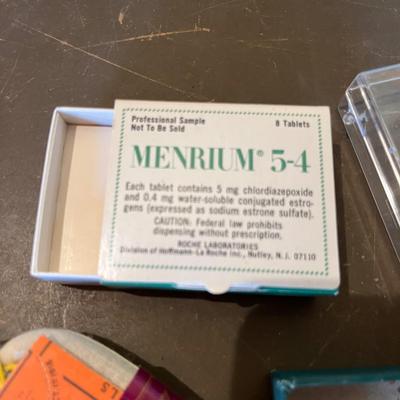 Professional Sample
Not To Be Sold
8 Tablets
MENRIUM® 5-4
Each tablet contains 5 mg chlordiazepoxide
and 0.4 mg water-soluble conjugated estro-
gens (expressed as sodium estrone sulfate).
CAUTION: Federal law prohibits
dispensing without prescription.
ROCHE LABORATORIES
Division of Hoffmann-La Roche Inc., Nutley, N. J. 07110